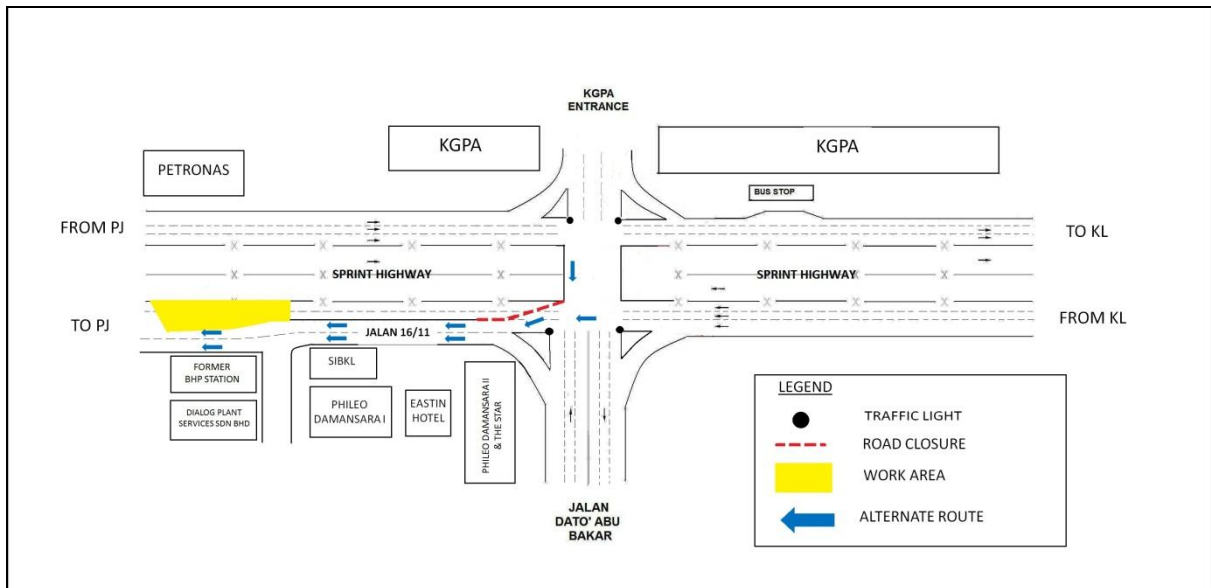 KGPA
ENTRANCE
KGPA
KGPA
PETRONAS
BUS STOP
FROM PJ
TO KL
SPRINT HIGHWAY
SPRINT HIGHWAY
TO PJ
JALAN 16/11
FROM KL
FORMER
BHP STATION
SIBKL
DIALOG PLANT
SERVICES SDN BHD
PHILEO
DAMANSARA I
EASTIN
HOTEL
PHILEO DAMANSARA II
& THE STAR
JALAN
DATO' ABU
BAKAR
LEGEND
TRAFFIC LIGHT
ROAD CLOSURE
WORK AREA
ALTERNATE ROUTE